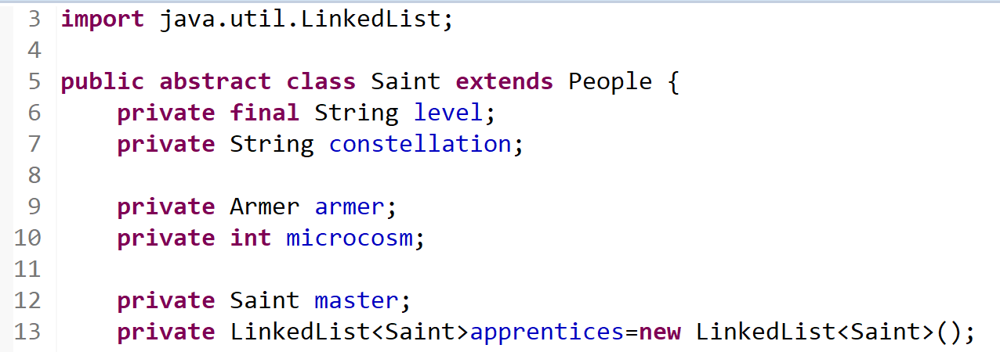 3 import java.util.LinkedList;
4
5 public abstract class Saint extends People {
6     private final String level;
7     private String constellation;
8
9     private Armer armer;
10     private int microcosm;
11
12     private Saint master;
13     private LinkedList<Saint>apprentices=new LinkedList<Saint>();